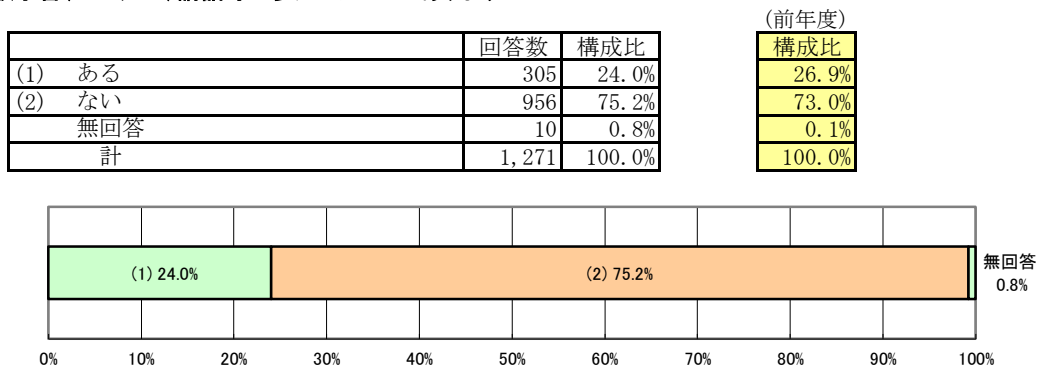 (前年度)
回答数 構成比 構成比
(1) ある 305 24.0% 26.9%
(2) ない 956 75.2% 73.0%
無回答 10 0.8% 0.1%
計 1,271 100.0% 100.0%
(1) 24.0% (2) 75.2% 無回答
0.8%
0% 10% 20% 30% 40% 50% 60% 70% 80% 90% 100%